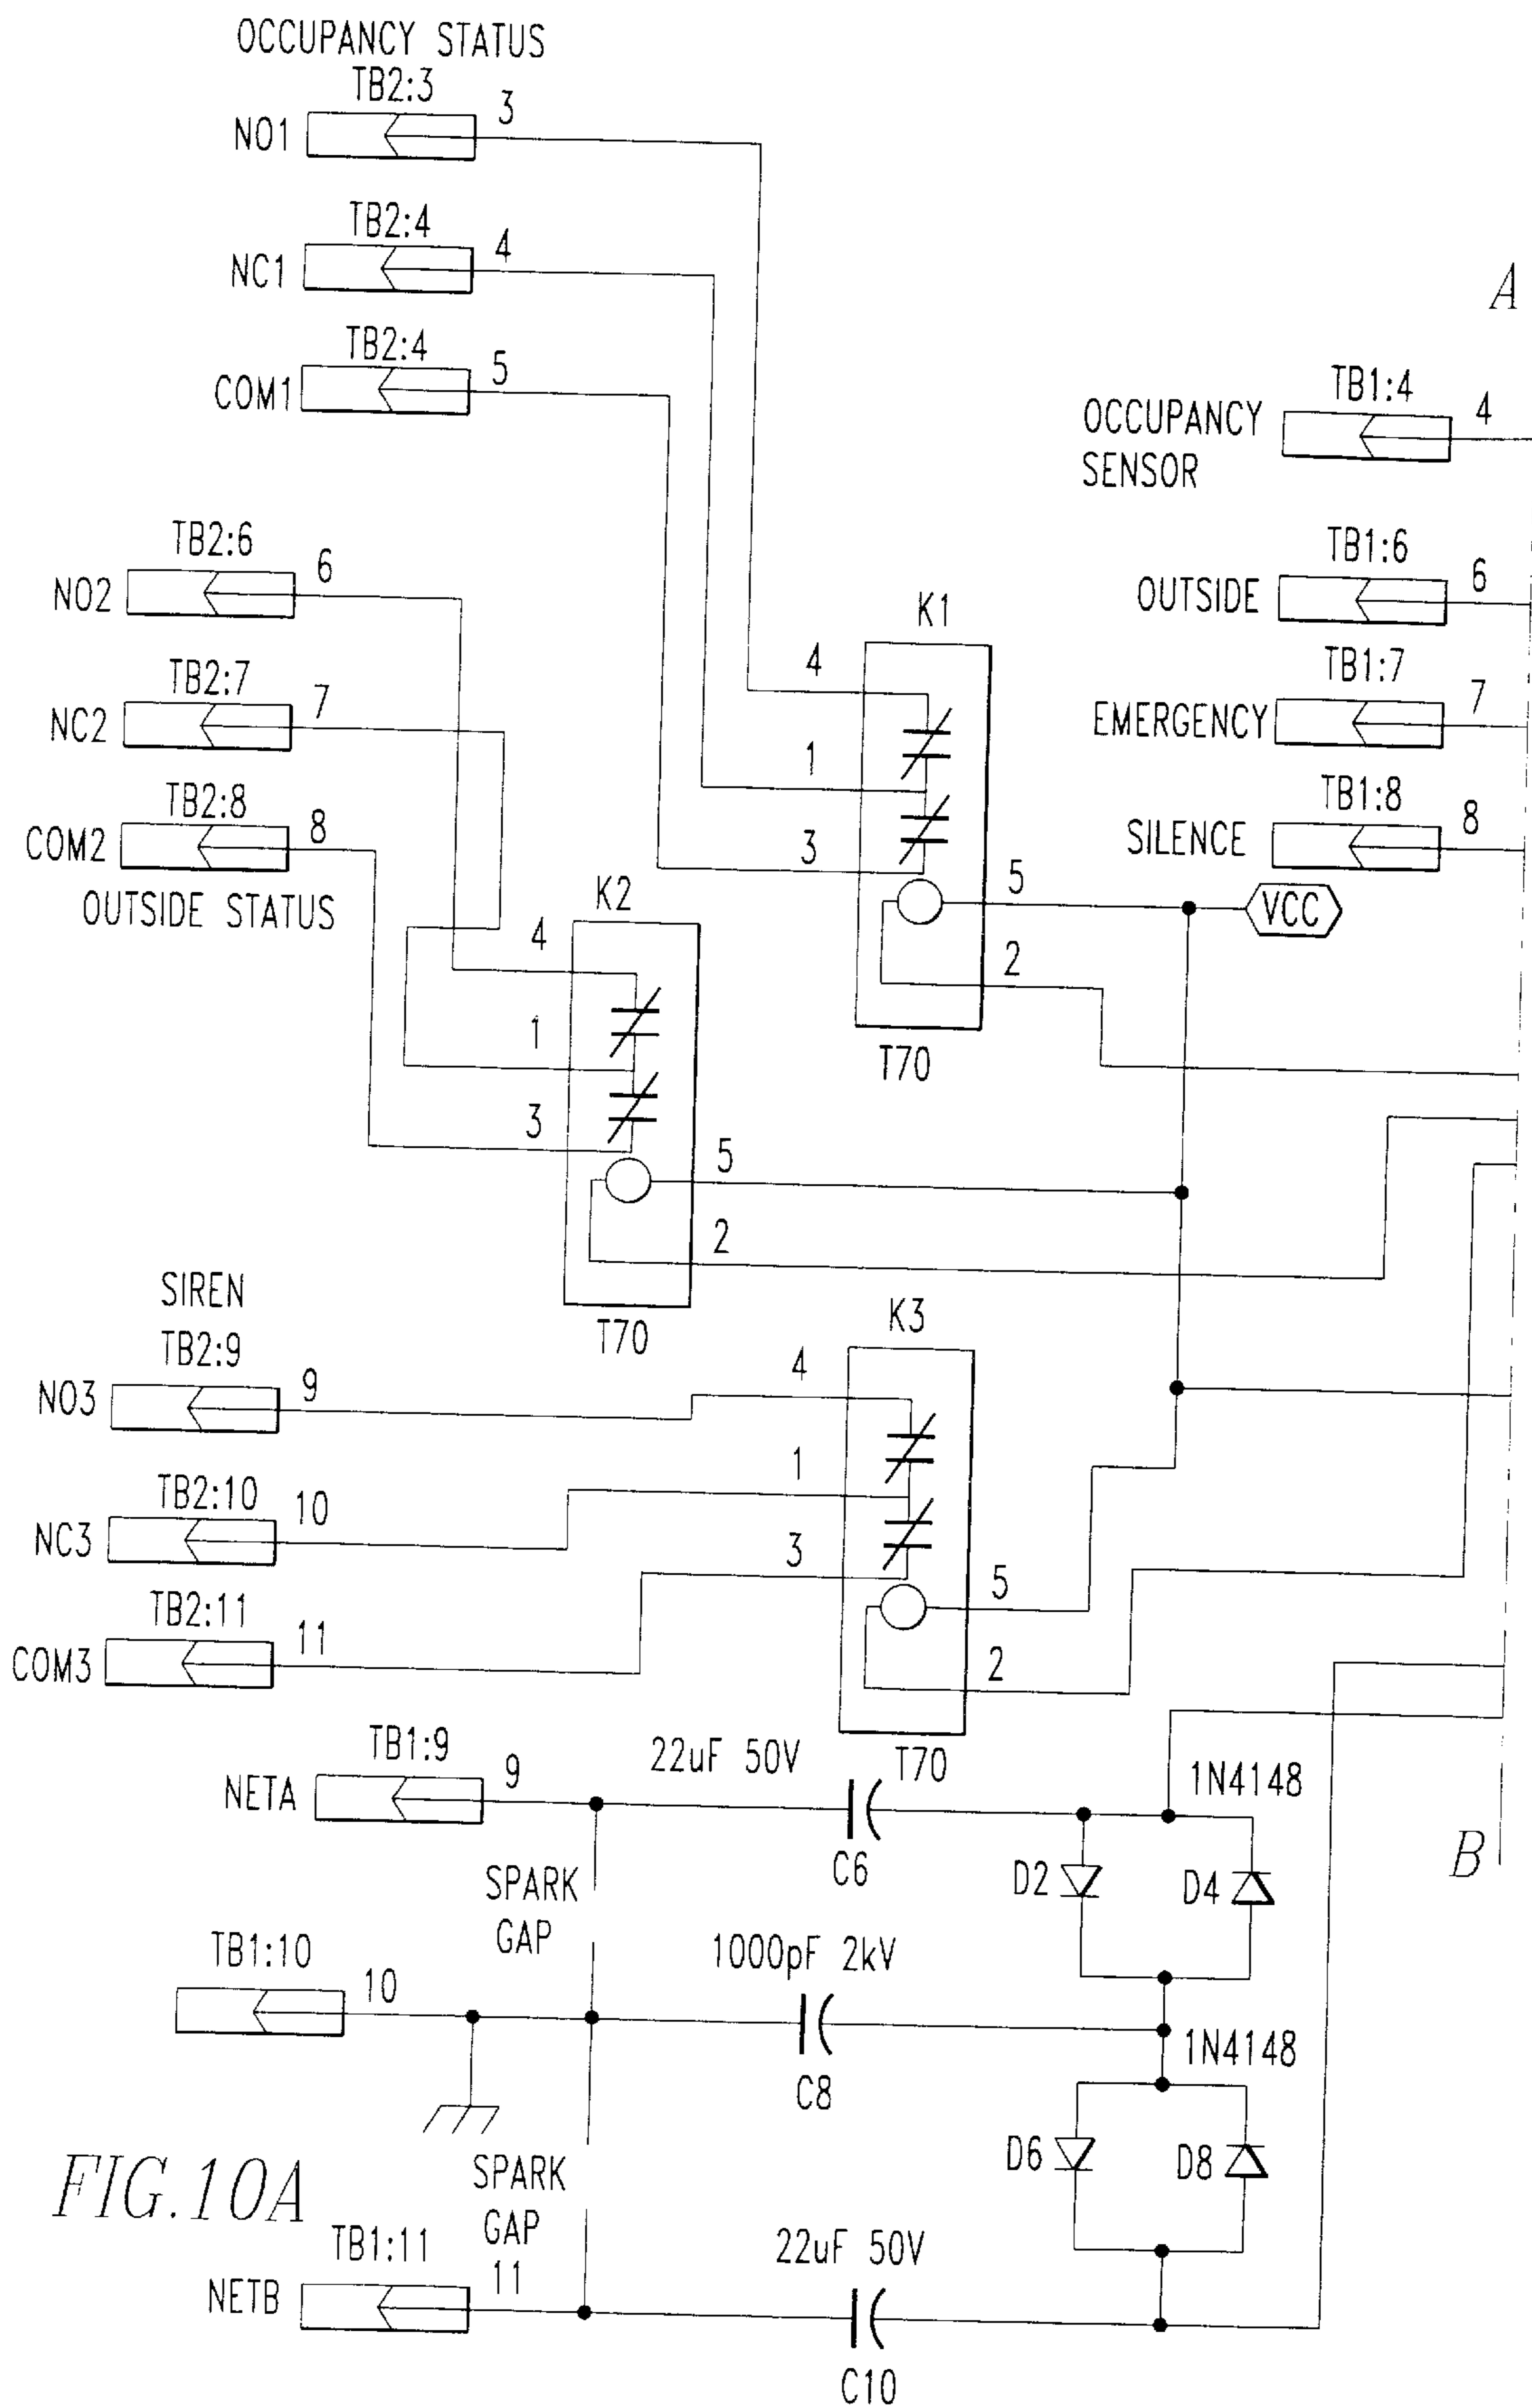 OCCUPANCY STATUS
TB2:3
3
NO1
TB2:4
4
NC1
A
TB2:4
5
COM1
TB1:4
4
OCCUPANCY
SENSOR
TB2:6
6
NO2
TB1:6
6
OUTSIDE
K1
TB2:7
7
NC2
4
TB1:7
7
EMERGENCY
1
TB2:8
8
COM2
TB1:8
8
SILENCE
3
OUTSIDE STATUS
K2
5
VCC
4
2
1
T70
3
5
2
SIREN
T70
K3
TB2:9
9
NO3
4
1
TB2:10
10
NC3
3
5
TB2:11
11
COM3
2
T70
TB1:9
9
NETA
22uF 50V
1N4148
C6
D2
D4
B
SPARK
GAP
TB1:10
10
1000pF 2kV
C8
1N4148
D6
D8
FIG.10A
SPARK
GAP
TB1:11
11
NETB
22uF 50V
C10